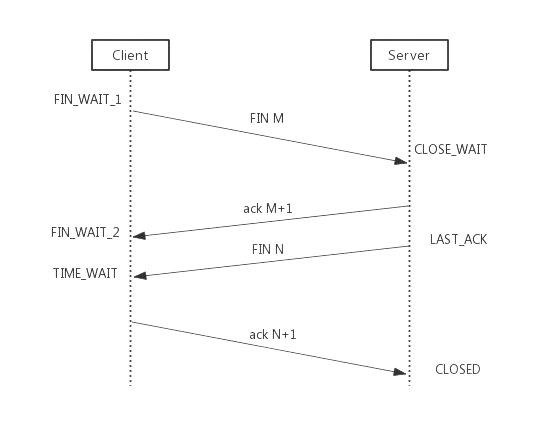 Client
Server
FIN_WAIT_1
FIN M
CLOSE_WAIT
ack M+1
FIN_WAIT_2
LAST_ACK
FIN N
TIME_WAIT
ack N+1
CLOSED